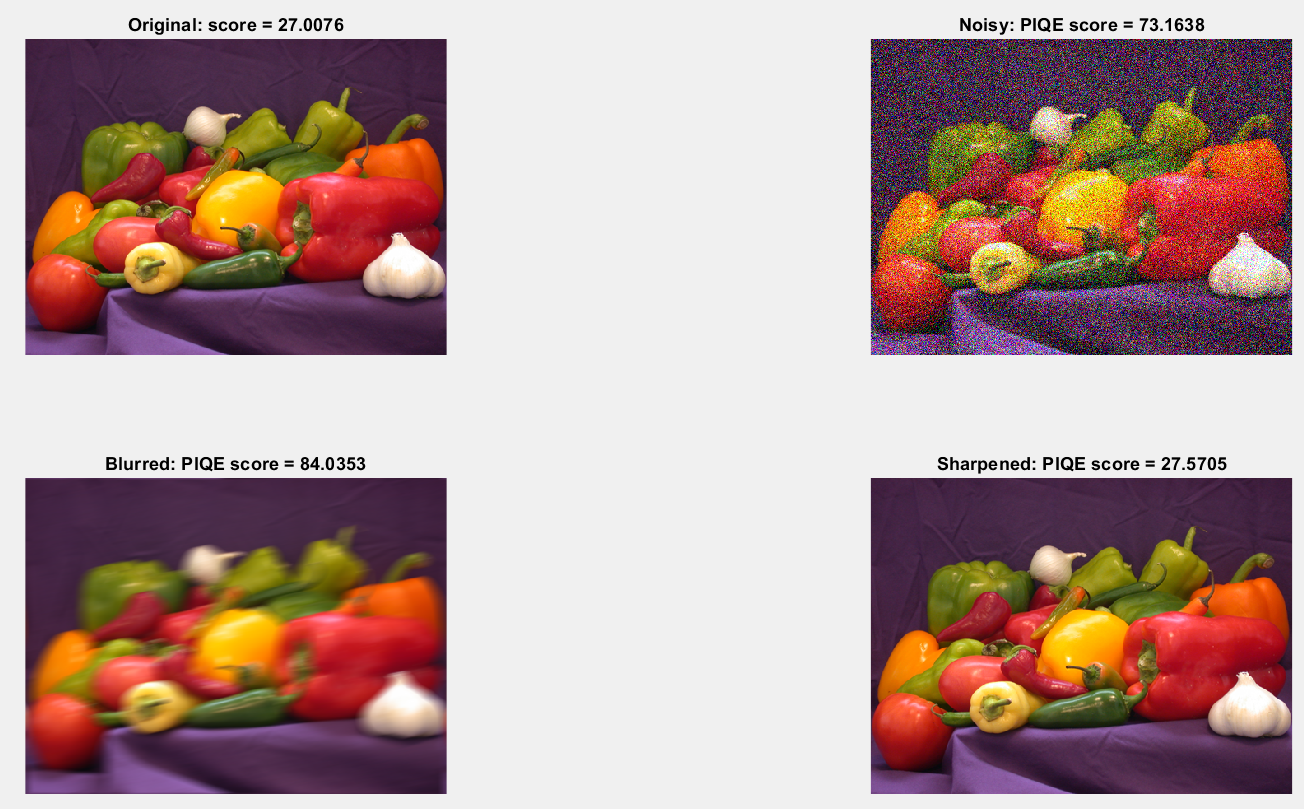 Original: score = 27.0076
Noisy: PIQE score = 73.1638
Blurred: PIQE score = 84.0353
Sharpened: PIQE score = 27.5705